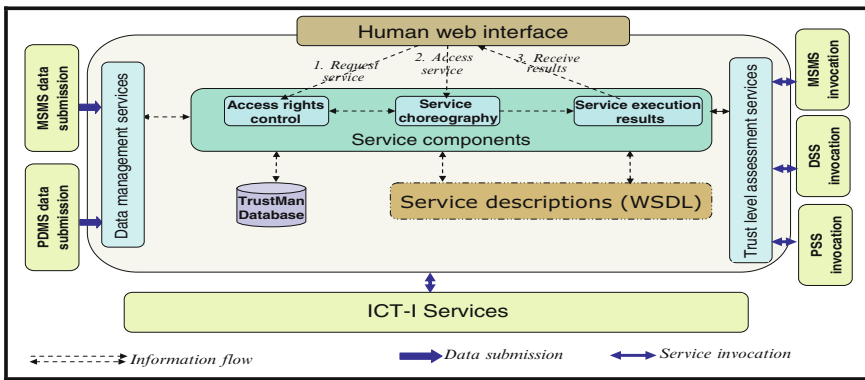 Human web interface
1. Request
service
2. Access
service
3. Receive
results
MSMS data
submission
PDMIS data
submission
Data management services
Access rights
control
Service
choreography
Service execution
results
Service components
TrustMan
Database
Service descriptions (WSDL)
Trust level assessment services
MSMS
invocation
DSS
invocation
PSS
invocation
ICT-I Services
Information flow
Data submission
Service invocation